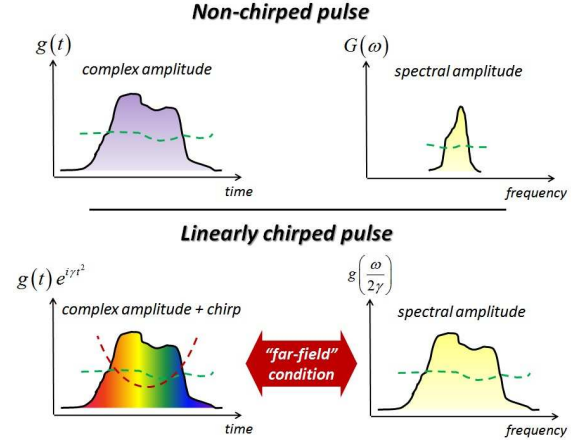 Non-chirped pulse
g(t)
complex amplitude
time
G(ω)
spectral amplitude
frequency
Linearly chirped pulse
g(t) e^{iγt²}
complex amplitude + chirp
time
"far-field"
condition
g(ω/2γ)
spectral amplitude
frequency